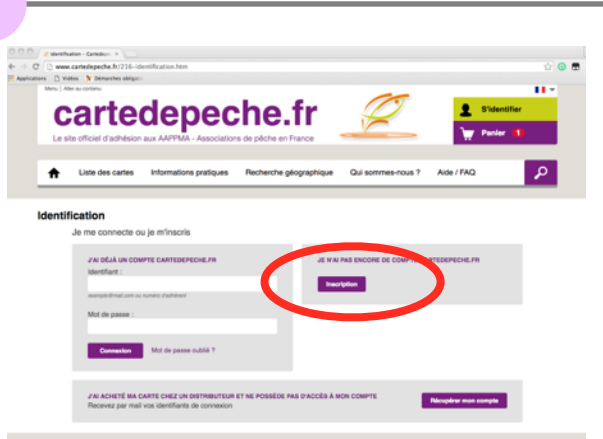 Identification - Cartedepe
www.cartedepeche.fr/216-identification.htm
Applications Vidéos Démarches obligat
Menu | Aller au contenu
cartedepeche.fr
Le site officiel d'adhésion aux AAPPMA - Associations de pêche en France
S'identifier
Panier 1
Liste des cartes Informations pratiques Recherche géographique Qui sommes-nous ? Aide / FAQ
Identification
Je me connecte ou je m'inscris
J'AI DÉJÀ UN COMPTE CARTEDEPECHE.FR
Identifiant :
exemple@mail.com ou numéro d'adhérent
Mot de passe :
Connexion Mot de passe oublié ?
JE N'AI PAS ENCORE DE COMPTE CARTEDEPECHE.FR
Inscription
J'AI ACHETÉ MA CARTE CHEZ UN DISTRIBUTEUR ET NE POSSÈDE PAS D'ACCÈS À MON COMPTE
Recevez par mail vos identifiants de connexion
Récupérer mon compte